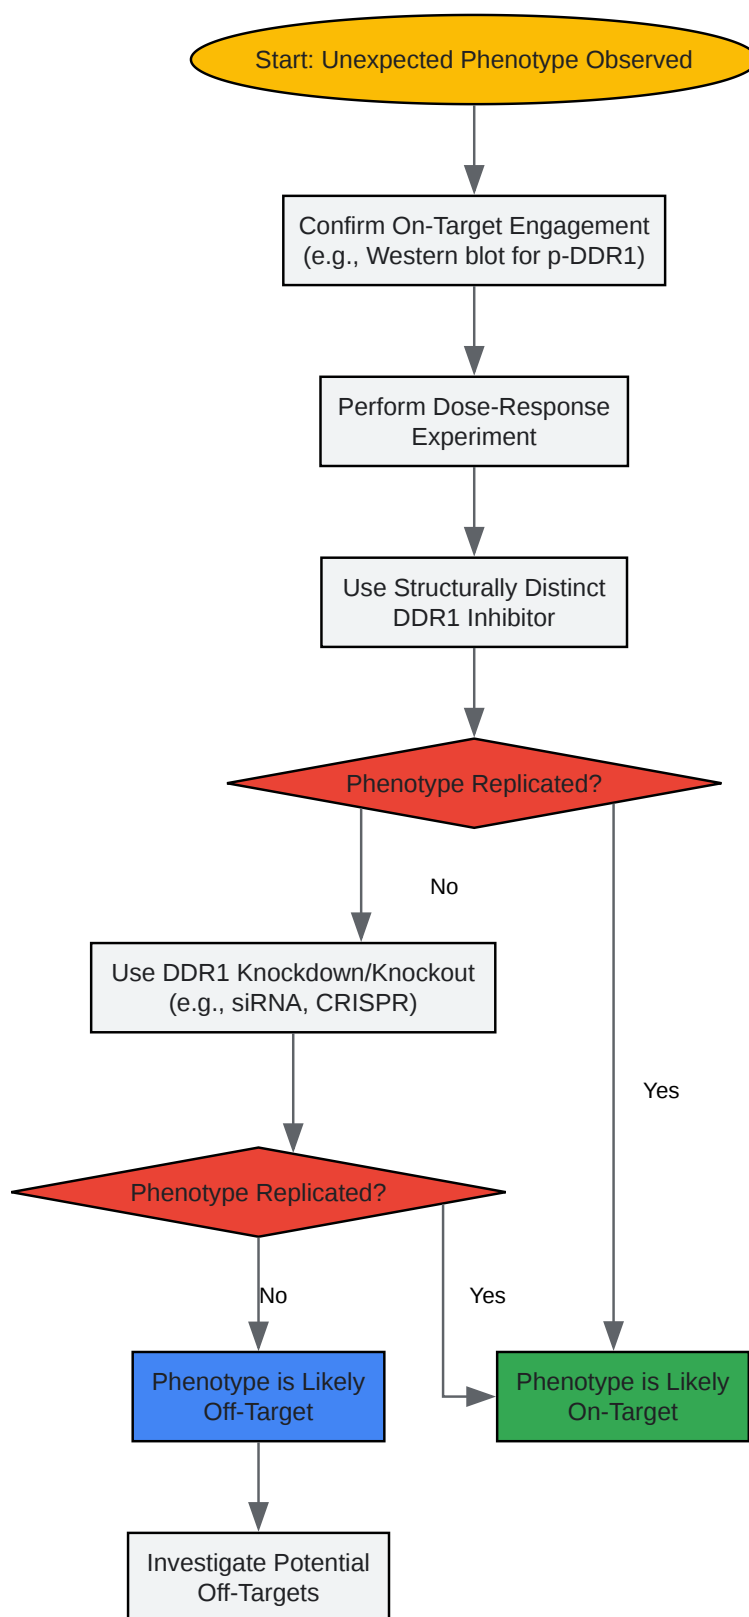 Start: Unexpected Phenotype Observed
Confirm On-Target Engagement
(e.g., Western blot for p-DDR1)
Perform Dose-Response
Experiment
Use Structurally Distinct
DDR1 Inhibitor
Phenotype Replicated?
No
Use DDR1 Knockdown/Knockout
(e.g., siRNA, CRISPR)
Yes
Phenotype Replicated?
No
Yes
Phenotype is Likely
Off-Target
Phenotype is Likely
On-Target
Investigate Potential
Off-Targets